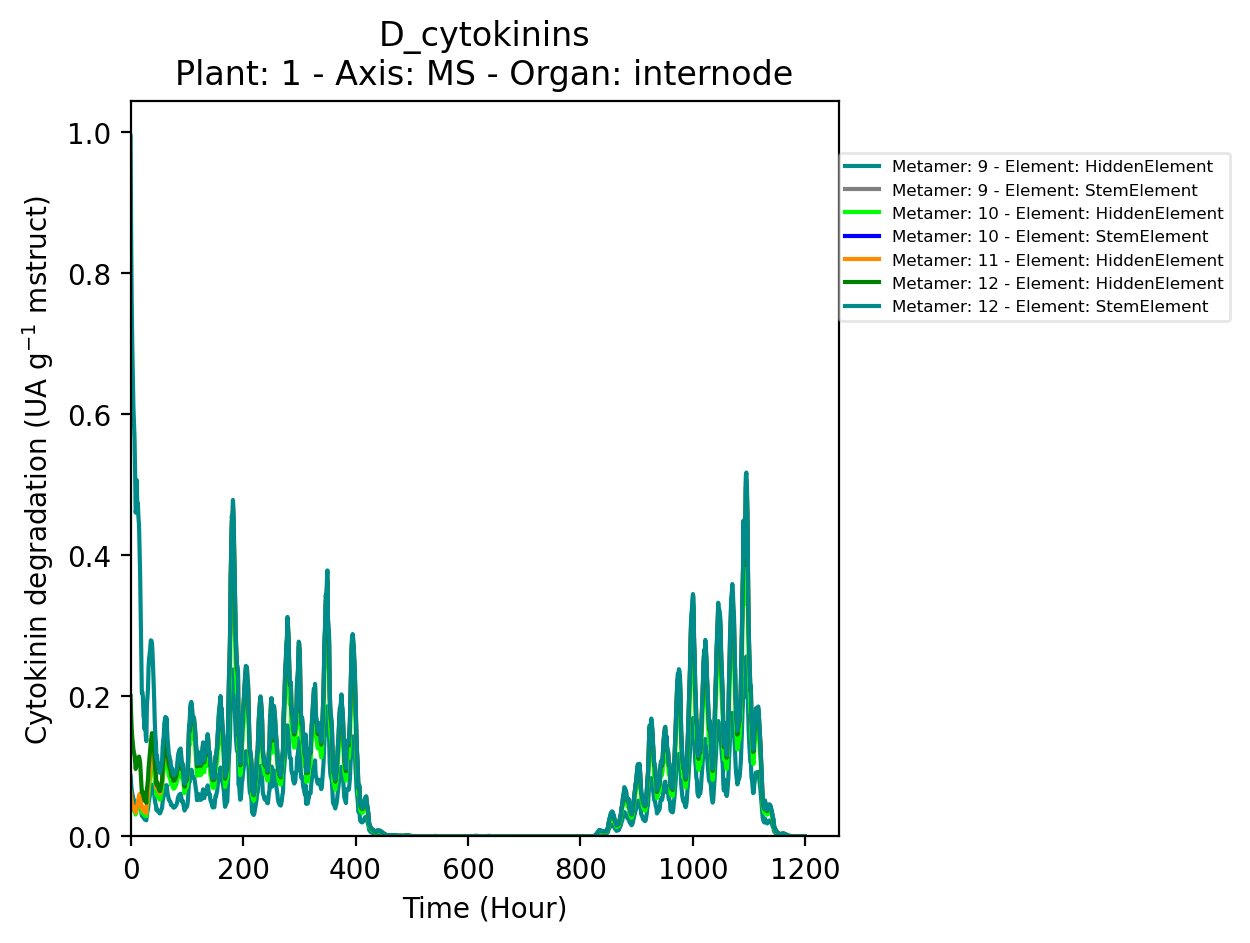 D_cytokinins
Plant: 1 - Axis: MS - Organ: internode
Cytokinin degradation (UA g⁻¹ mstruct)
1.0
0.8
0.6
0.4
0.2
0.0
0 200 400 600 800 1000 1200
Time (Hour)
Metamer: 9 - Element: HiddenElement
Metamer: 9 - Element: StemElement
Metamer: 10 - Element: HiddenElement
Metamer: 10 - Element: StemElement
Metamer: 11 - Element: HiddenElement
Metamer: 12 - Element: HiddenElement
Metamer: 12 - Element: StemElement